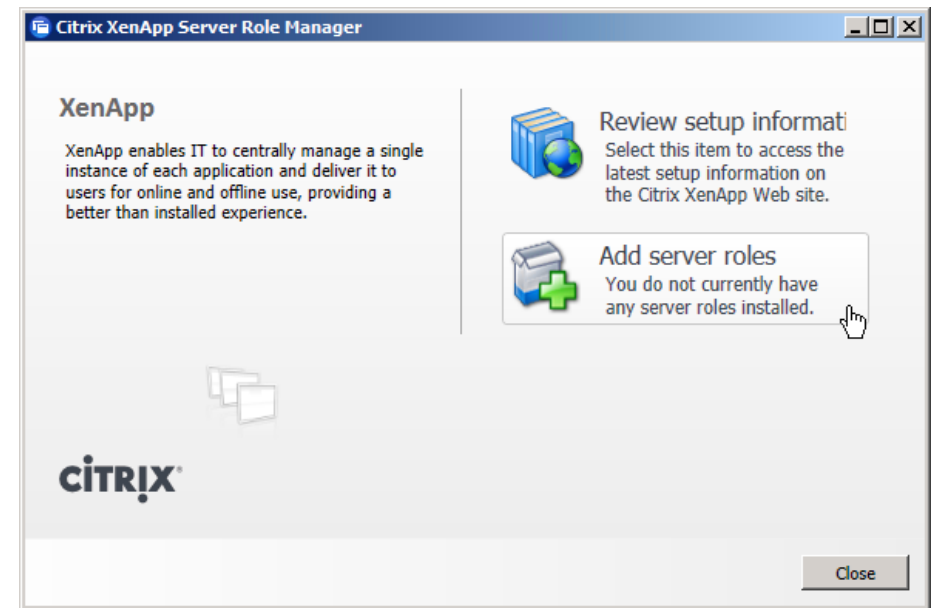 Citrix XenApp Server Role Manager
XenApp
XenApp enables IT to centrally manage a single
instance of each application and deliver it to
users for online and offline use, providing a
better than installed experience.
Review setup informati
Select this item to access the
latest setup information on
the Citrix XenApp Web site.
Add server roles
You do not currently have
any server roles installed.
CİTRỊX
Close